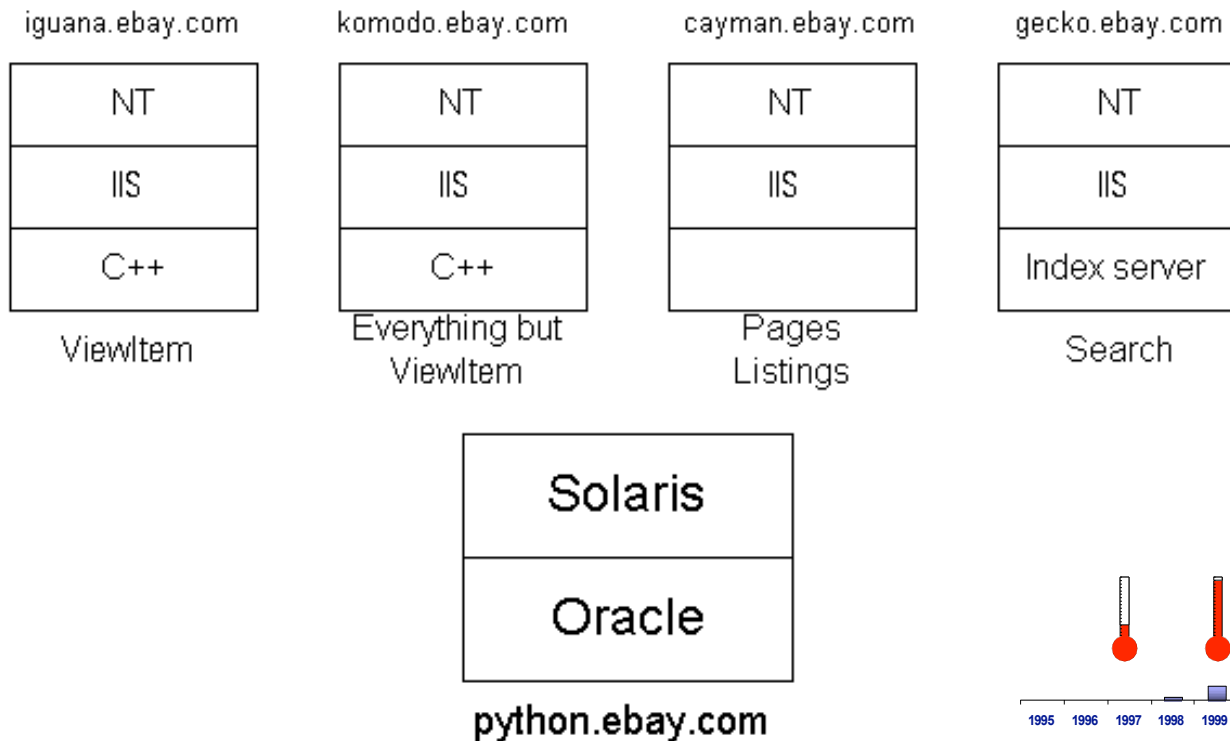 iguana.ebay.com
komodo.ebay.com
cayman.ebay.com
gecko.ebay.com
NT
NT
NT
NT
IIS
IIS
IIS
IIS
C++
C++
Index server
ViewItem
Everything but
ViewItem
Pages
Listings
Search
Solaris
Oracle
python.ebay.com
1995
1996
1997
1998
1999